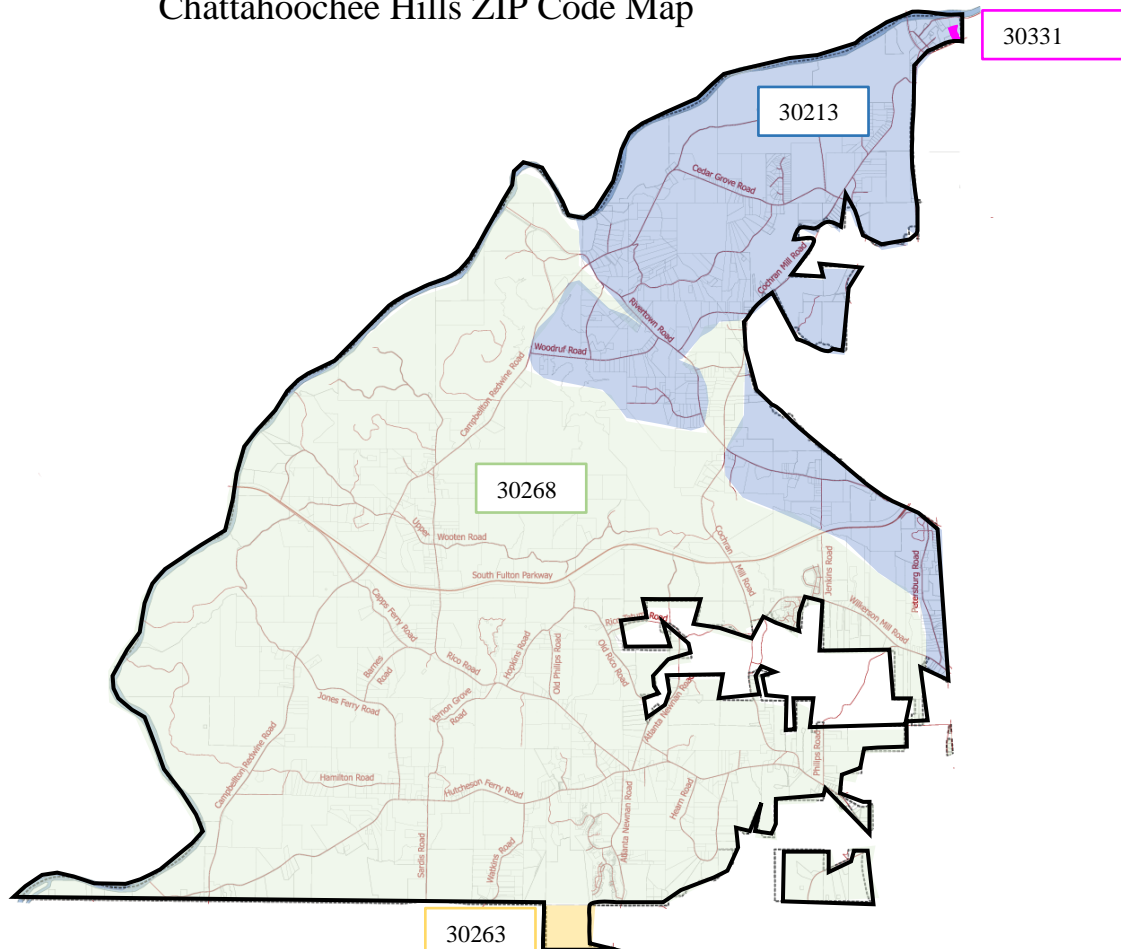 Chattahoochee Hills ZIP Code Map
30331
30213
Cedar Grove Road
Cochran Mill Road
Rivertown Road
Woodruf Road
Campbellton Redwine Road
30268
Upper
Wooten Road
Cochran
Mill Road
South Fulton Parkway
Jenkins Road
Petersburg Road
Wilkerson Mill Road
Capps Ferry Road
Road
Old Rico Road
Hopkins Road
Old Philips Road
Rico Road
Barnes
Road
Vernon Grove
Road
Jones Ferry Road
Atlanta Newnan Road
Philips Road
Campbellton Redwine Road
Hamilton Road
Hutcheson Ferry Road
Hearn Road
Atlanta Newnan Road
Sardis Road
Watkins Road
30263